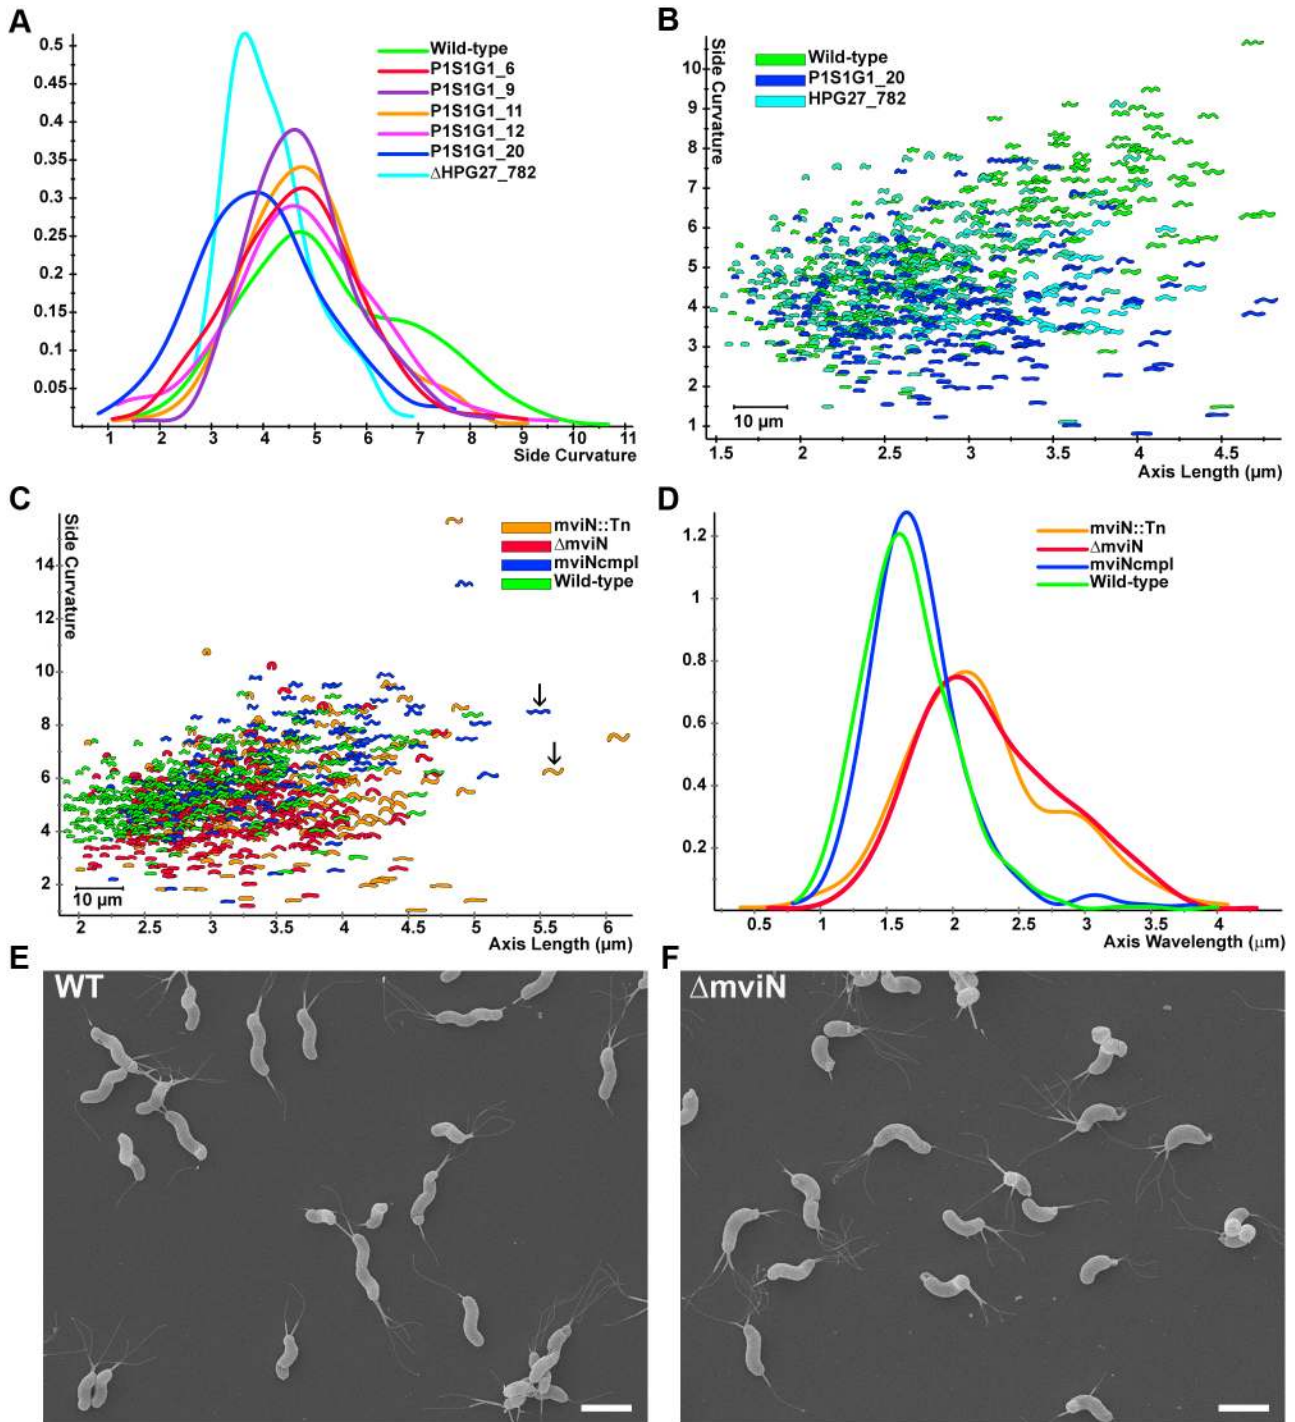 A
0.5
0.45
0.4
0.35
0.3
0.25
0.2
0.15
0.1
0.05
1 2 3 4 5 6 7 8 9 10 11
Side Curvature
Wild-type
P1S1G1_6
P1S1G1_9
P1S1G1_11
P1S1G1_12
P1S1G1_20
ΔHPG27_782
B
Side Curvature
10
9
8
7
6
5
4
3
2
1
Wild-type
P1S1G1_20
HPG27_782
10 µm
1.5 2 2.5 3 3.5 4 4.5
Axis Length (µm)
C
Side Curvature
14
12
10
8
6
4
2
mviN::Tn
ΔmviN
mviNcmpl
Wild-type
10 µm
2 2.5 3 3.5 4 4.5 5 5.5 6
Axis Length (µm)
D
1.2
1
0.8
0.6
0.4
0.2
mviN::Tn
ΔmviN
mviNcmpl
Wild-type
0.5 1 1.5 2 2.5 3 3.5 4
Axis Wavelength (µm)
E
WT
F
ΔmviN